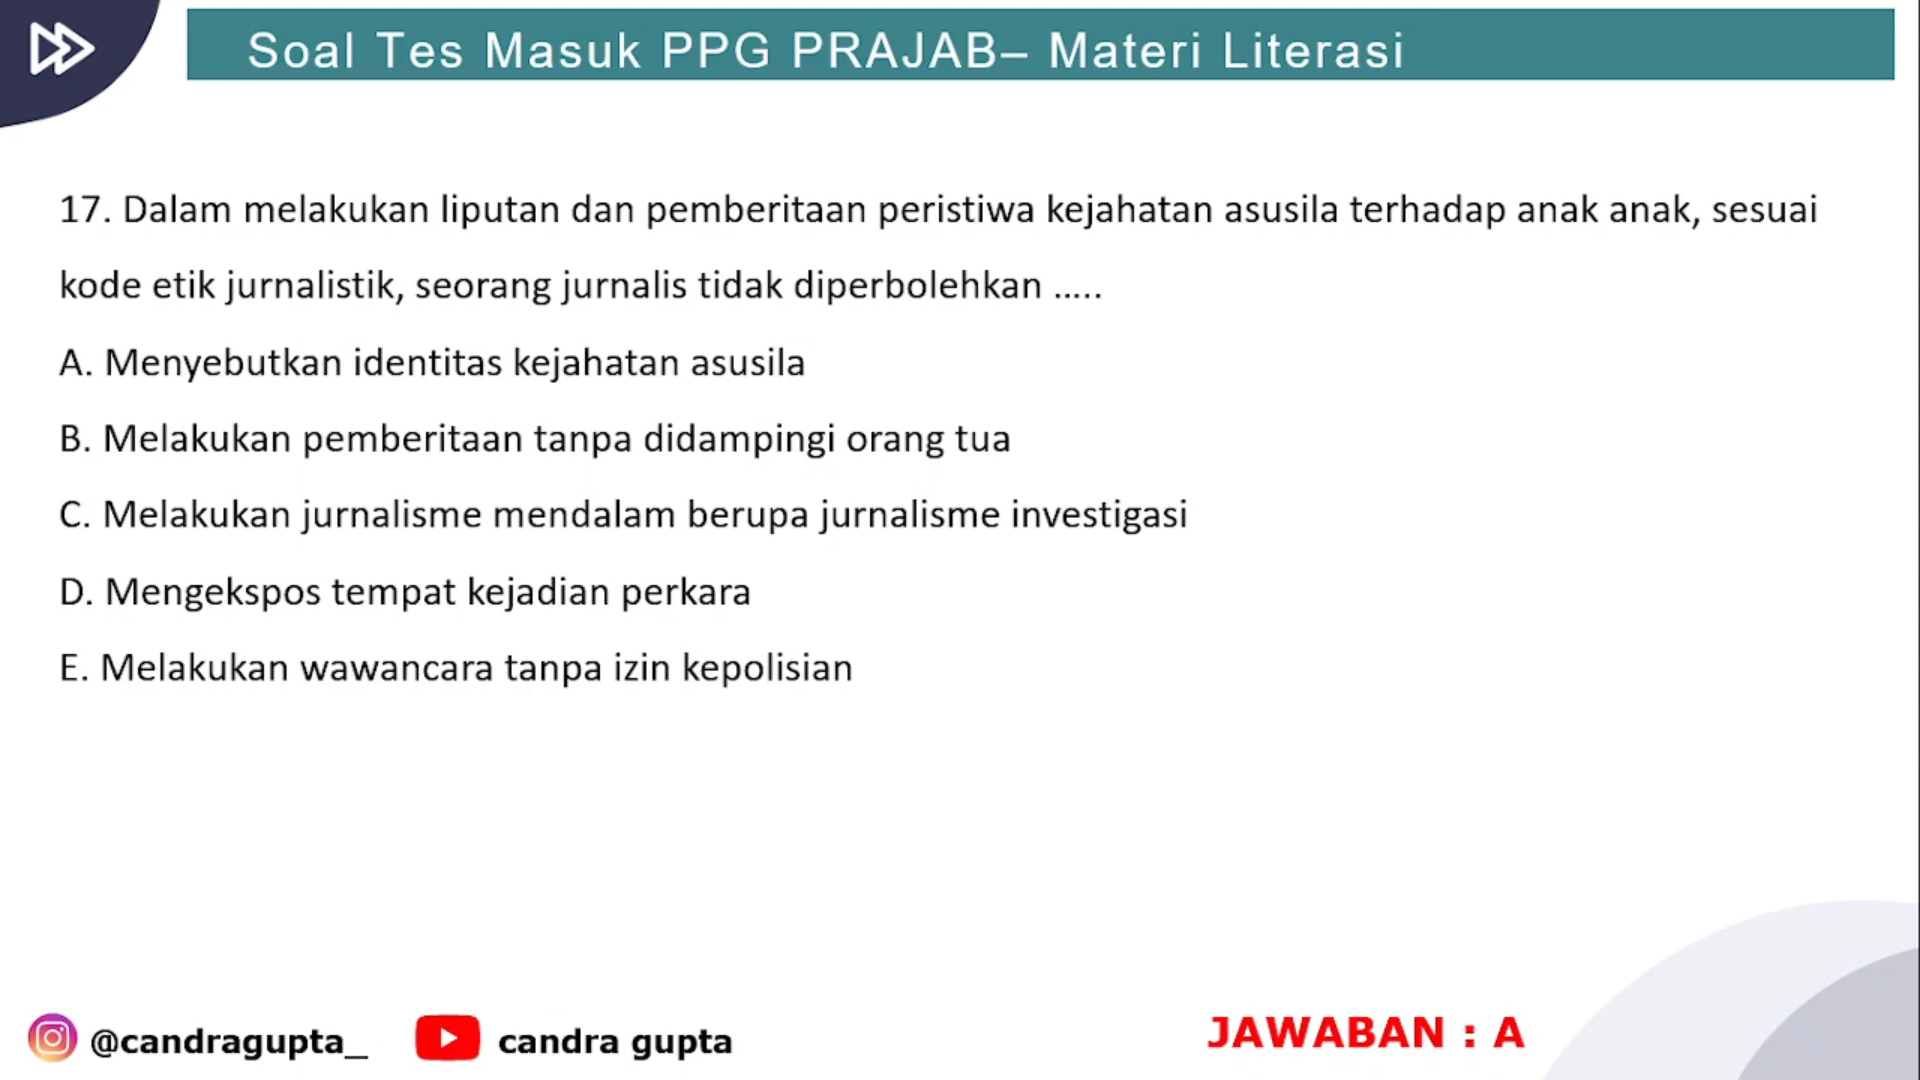 Soal Tes Masuk PPG PRAJAB– Materi Literasi
17. Dalam melakukan liputan dan pemberitaan peristiwa kejahatan asusila terhadap anak anak, sesuai
kode etik jurnalistik, seorang jurnalis tidak diperbolehkan .....
A. Menyebutkan identitas kejahatan asusila
B. Melakukan pemberitaan tanpa didampingi orang tua
C. Melakukan jurnalisme mendalam berupa jurnalisme investigasi
D. Mengekspos tempat kejadian perkara
E. Melakukan wawancara tanpa izin kepolisian
@candragupta_ candra gupta
JAWABAN : A